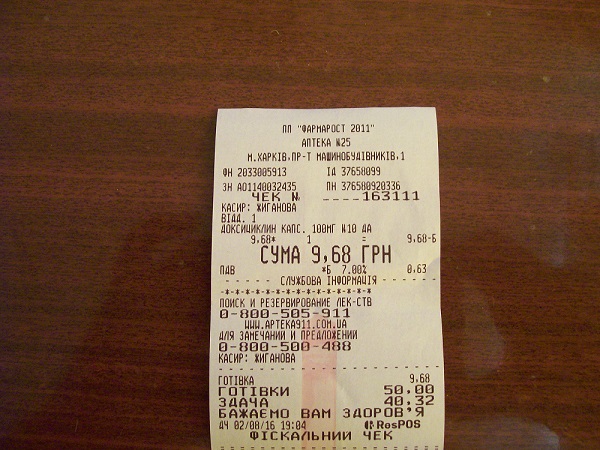 ПП "ФАРМАРОСТ 2011"
АПТЕКА №25
М.ХАРКІВ,ПР-Т МАШИНОБУДІВНИКІВ,1
ФН 2033005913 ІД 37658099
ЗН АО1140032435 ПН 376580920336
ЧЕК № ____163111
КАСИР: ЖИГАНОВА
ВІДД. 1
ДОКСИЦИКЛИН КАПС. 100МГ №10 ДА
9,68* 1 = 9,68-Б
СУМА 9,68 ГРН
ПДВ *Б 7.00% 0,63
- - - - - СЛУЖБОВА ІНФОРМАЦІЯ - - - -
-*-*-*-*-*-*-*-*-*-*-*-*-*-*-*
ПОИСК И РЕЗЕРВИРОВАНИЕ ЛЕК-СТВ
0-800-505-911
WWW.APTEKA911.COM.UA
ДЛЯ ЗАМЕЧАНИЙ И ПРЕДЛОЖЕНИЙ
0-800-500-488
КАСИР: ЖИГАНОВА
ГОТІВКА 9,68
ГОТІВКИ 50,00
ЗДАЧА 40,32
БАЖАЄМО ВАМ ЗДОРОВ'Я
ДЧ 02/08/16 19:04 RosPOS
ФІСКАЛЬНИЙ ЧЕК